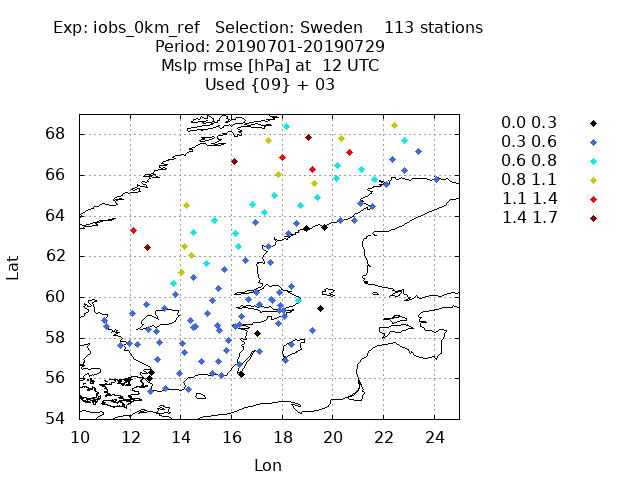 Exp: iobs_0km_ref   Selection: Sweden    113 stations
Period: 20190701-20190729
Mslp rmse [hPa] at  12 UTC
Used {09} + 03
0.0 0.3
0.3 0.6
0.6 0.8
0.8 1.1
1.1 1.4
1.4 1.7
68
66
64
62
60
58
56
54
Lat
10 12 14 16 18 20 22 24
Lon